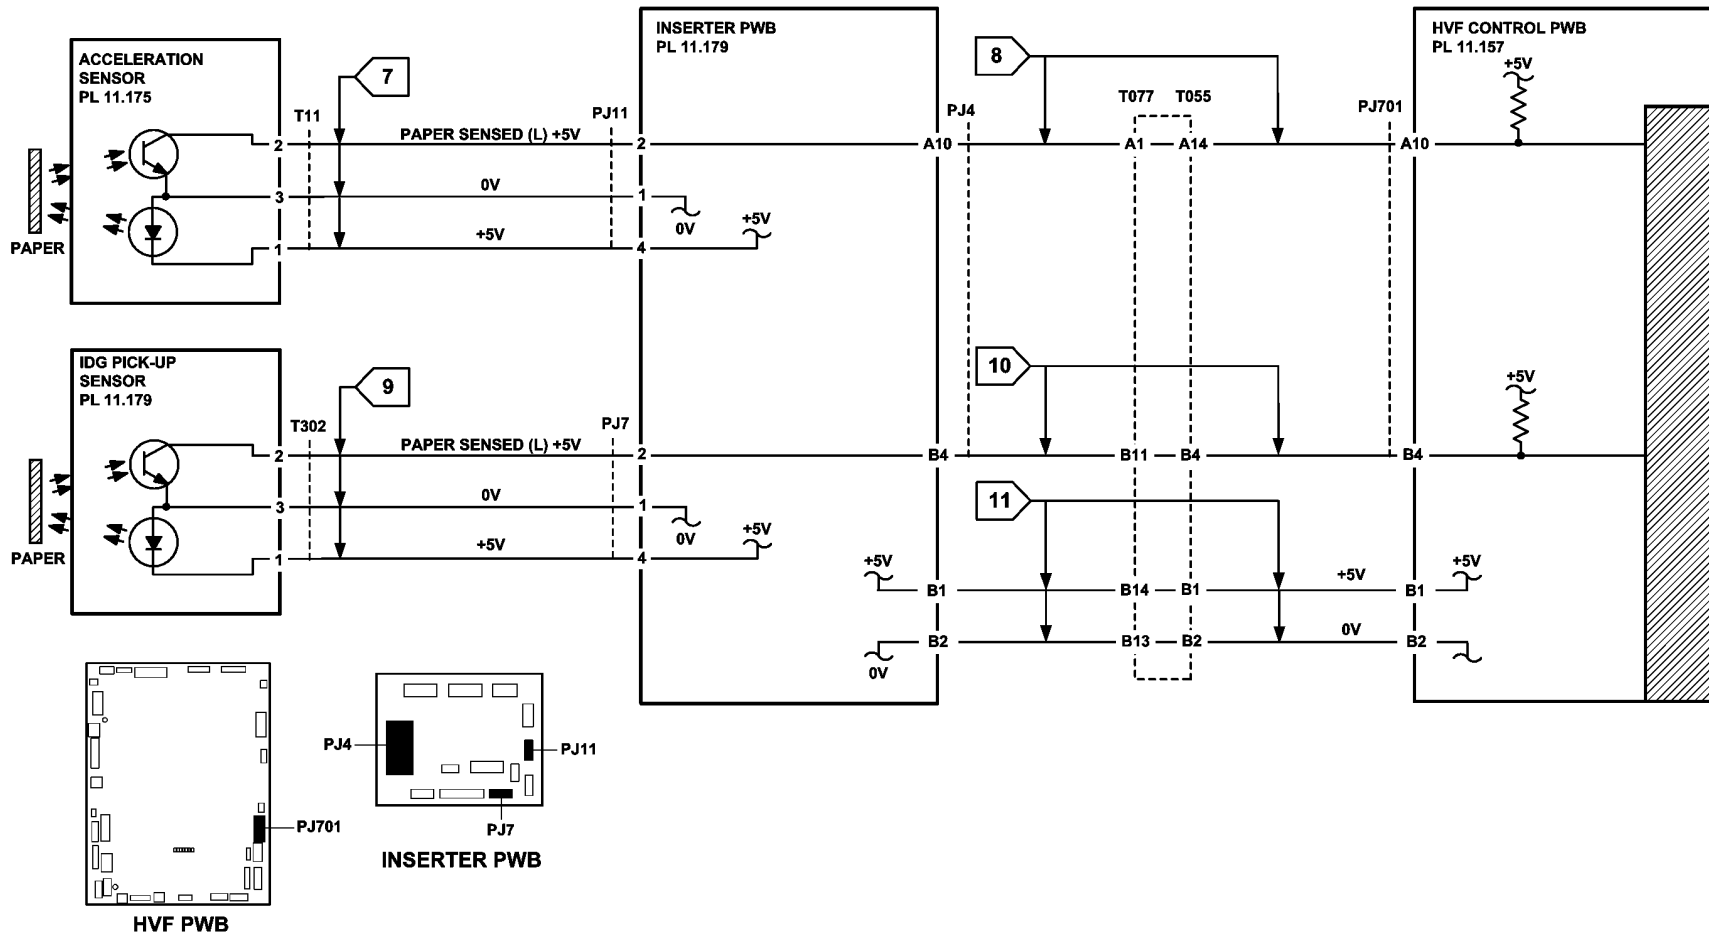 ACCELERATION
SENSOR
PL 11.175
PAPER
2
3
1
T11
7
PAPER SENSED (L) +5V
0V
+5V
PJ11
INSERTER PWB
PL 11.179
2
1
4
0V
+5V
A10
PJ4
8
T077
T055
A1
A14
PJ701
HVF CONTROL PWB
PL 11.157
+5V
A10
IDG PICK-UP
SENSOR
PL 11.179
PAPER
2
3
1
T302
9
PAPER SENSED (L) +5V
0V
+5V
PJ7
2
1
4
0V
+5V
B4
10
B11
B4
B4
+5V
11
+5V
B1
B14
B1
+5V
B1
+5V
0V
B2
B13
B2
0V
B2
PJ701
HVF PWB
PJ4
PJ11
PJ7
INSERTER PWB